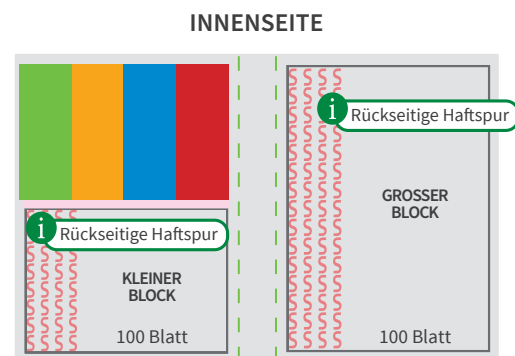 INNENSEITE
i Rückseitige Haftspur
KLEINER
BLOCK
100 Blatt
i Rückseitige Haftspur
GROSSER
BLOCK
100 Blatt